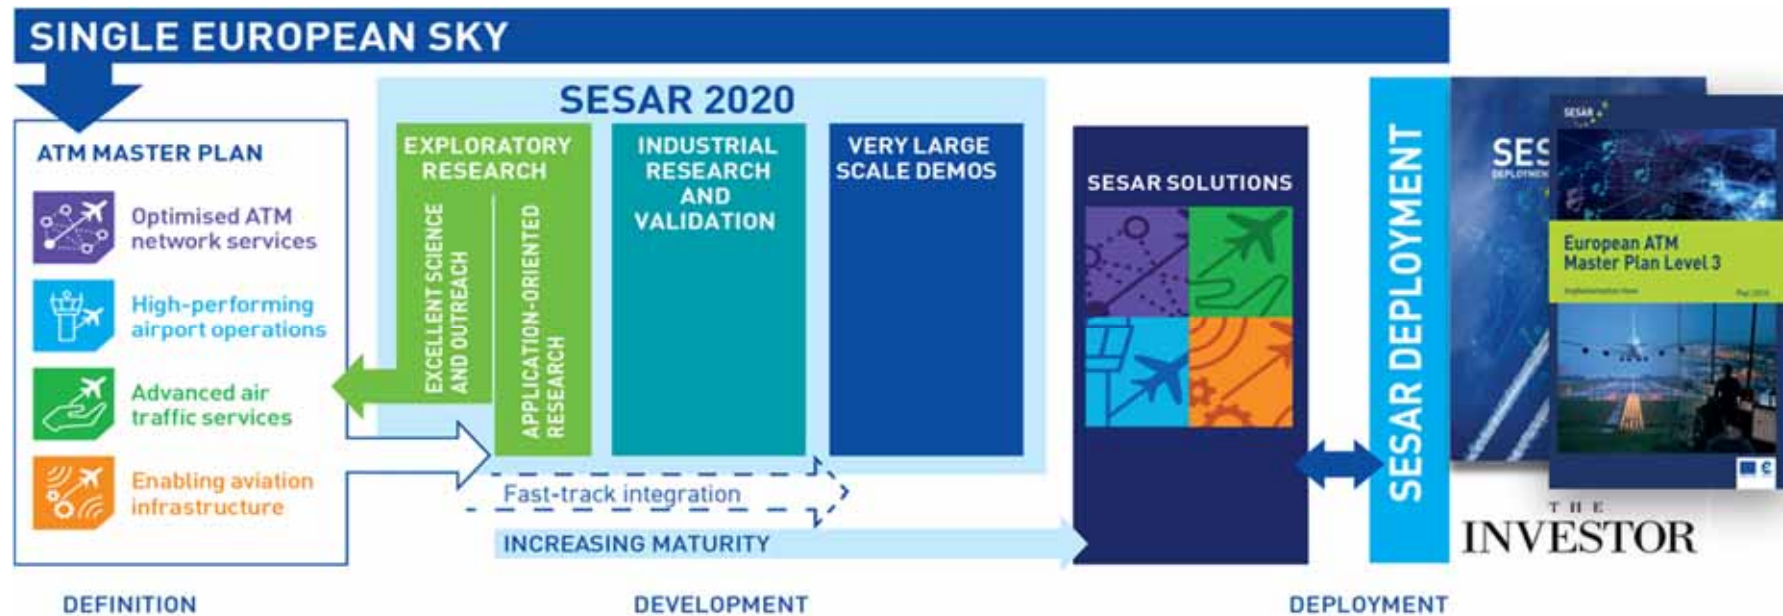 SINGLE EUROPEAN SKY
ATM MASTER PLAN
Optimised ATM
network services
High-performing
airport operations
Advanced air
traffic services
Enabling aviation
infrastructure
SESAR 2020
EXPLORATORY
RESEARCH
EXCELLENT SCIENCE
AND OUTREACH
APPLICATION-ORIENTED
RESEARCH
INDUSTRIAL
RESEARCH
AND
VALIDATION
VERY LARGE
SCALE DEMOS
Fast-track integration
INCREASING MATURITY
SESAR SOLUTIONS
SESAR DEPLOYMENT
SES
SESAR
European ATM
Master Plan Level 3
THE
INVESTOR
DEFINITION
DEVELOPMENT
DEPLOYMENT